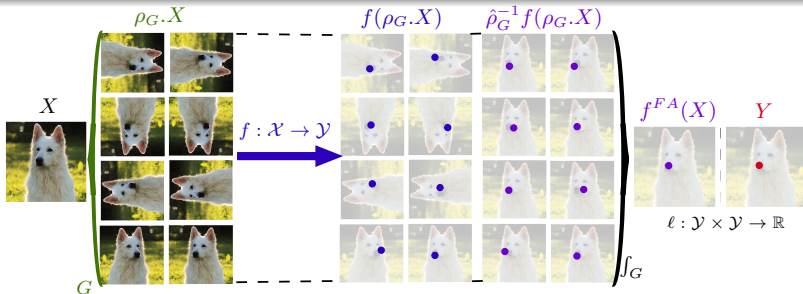 ρ_G.X
f(ρ_G.X)
ρ̂_G^{-1}f(ρ_G.X)
X
f : 𝒳 → 𝒴
f^{FA}(X)
Y
ℓ : 𝒴 × 𝒴 → ℝ
G
∫_G